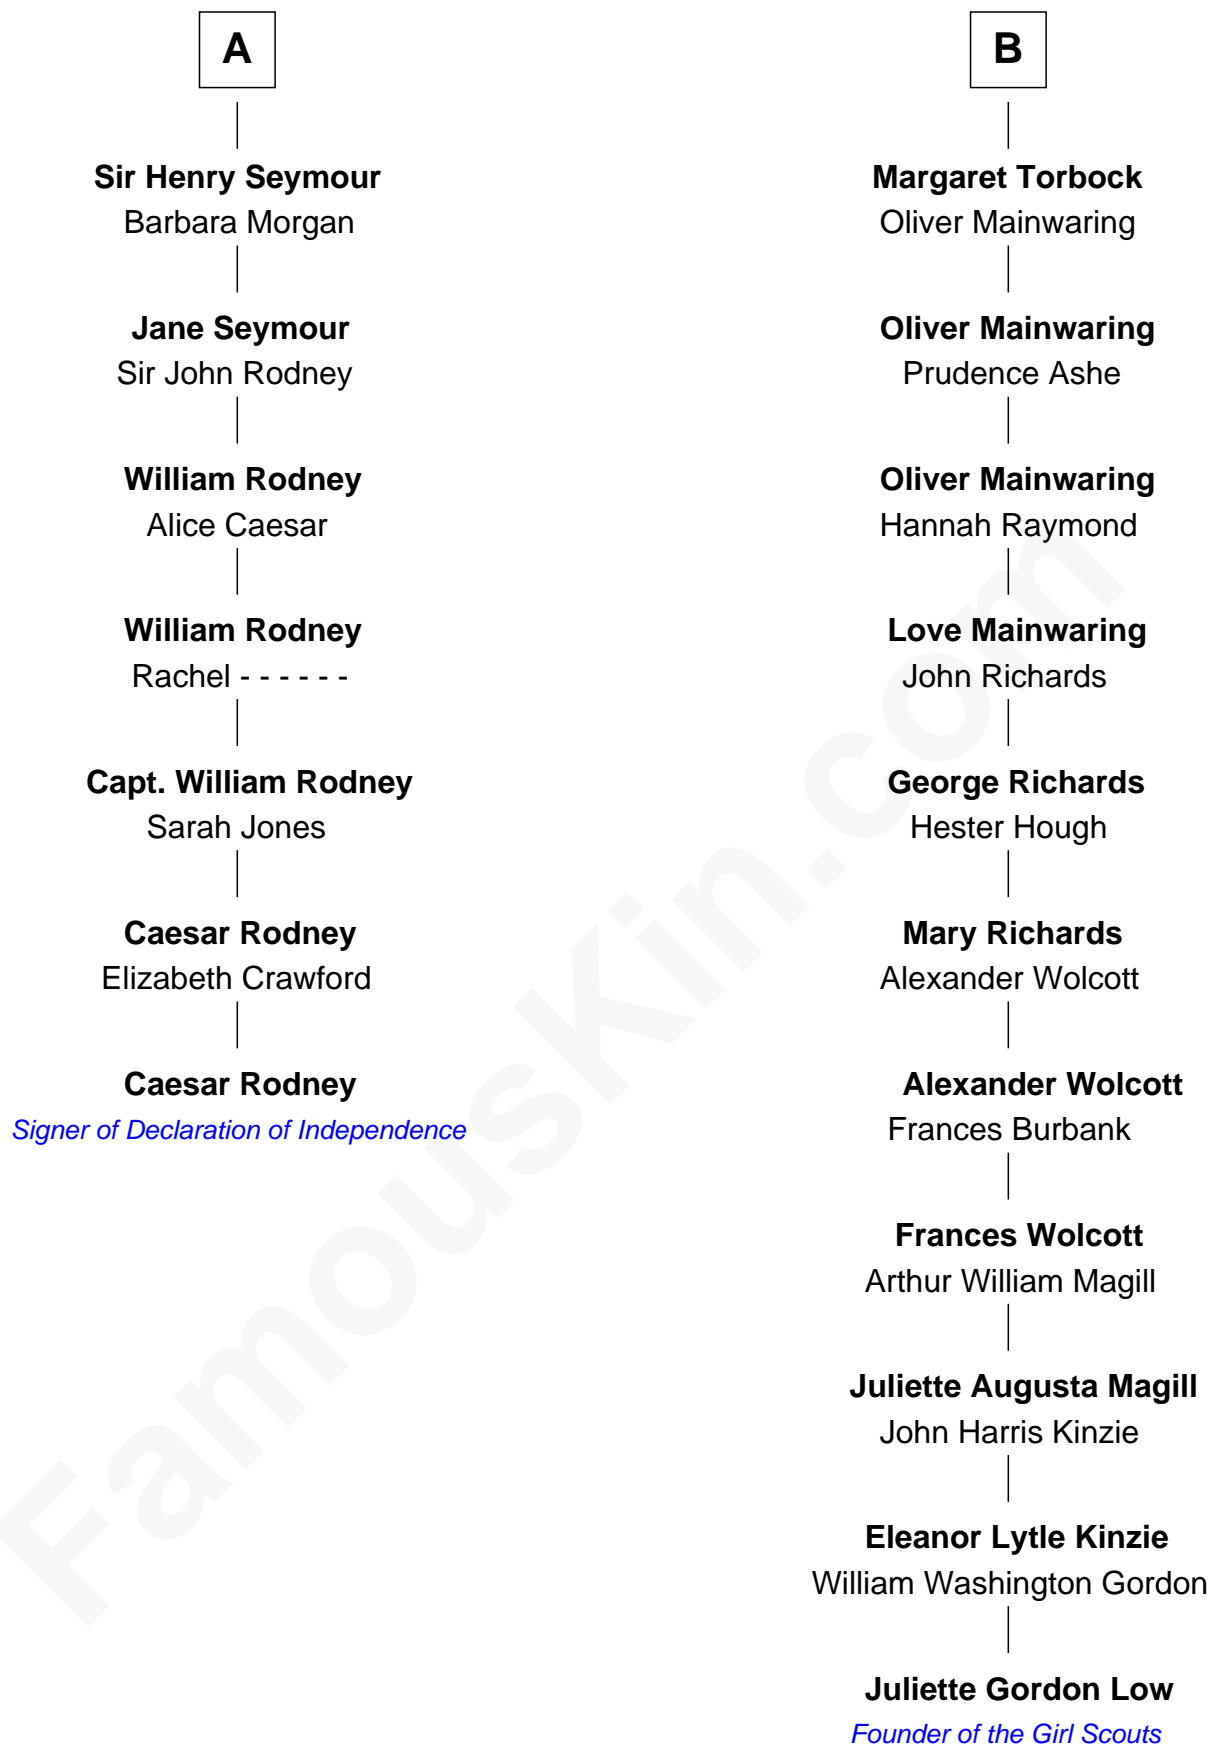 A
Sir Henry Seymour
Barbara Morgan
Jane Seymour
Sir John Rodney
William Rodney
Alice Caesar
William Rodney
Rachel - - - - - -
Capt. William Rodney
Sarah Jones
Caesar Rodney
Elizabeth Crawford
Caesar Rodney
Signer of Declaration of Independence
B
Margaret Torbock
Oliver Mainwaring
Oliver Mainwaring
Prudence Ashe
Oliver Mainwaring
Hannah Raymond
Love Mainwaring
John Richards
George Richards
Hester Hough
Mary Richards
Alexander Wolcott
Alexander Wolcott
Frances Burbank
Frances Wolcott
Arthur William Magill
Juliette Augusta Magill
John Harris Kinzie
Eleanor Lytle Kinzie
William Washington Gordon
Juliette Gordon Low
Founder of the Girl Scouts
FamousKin.com